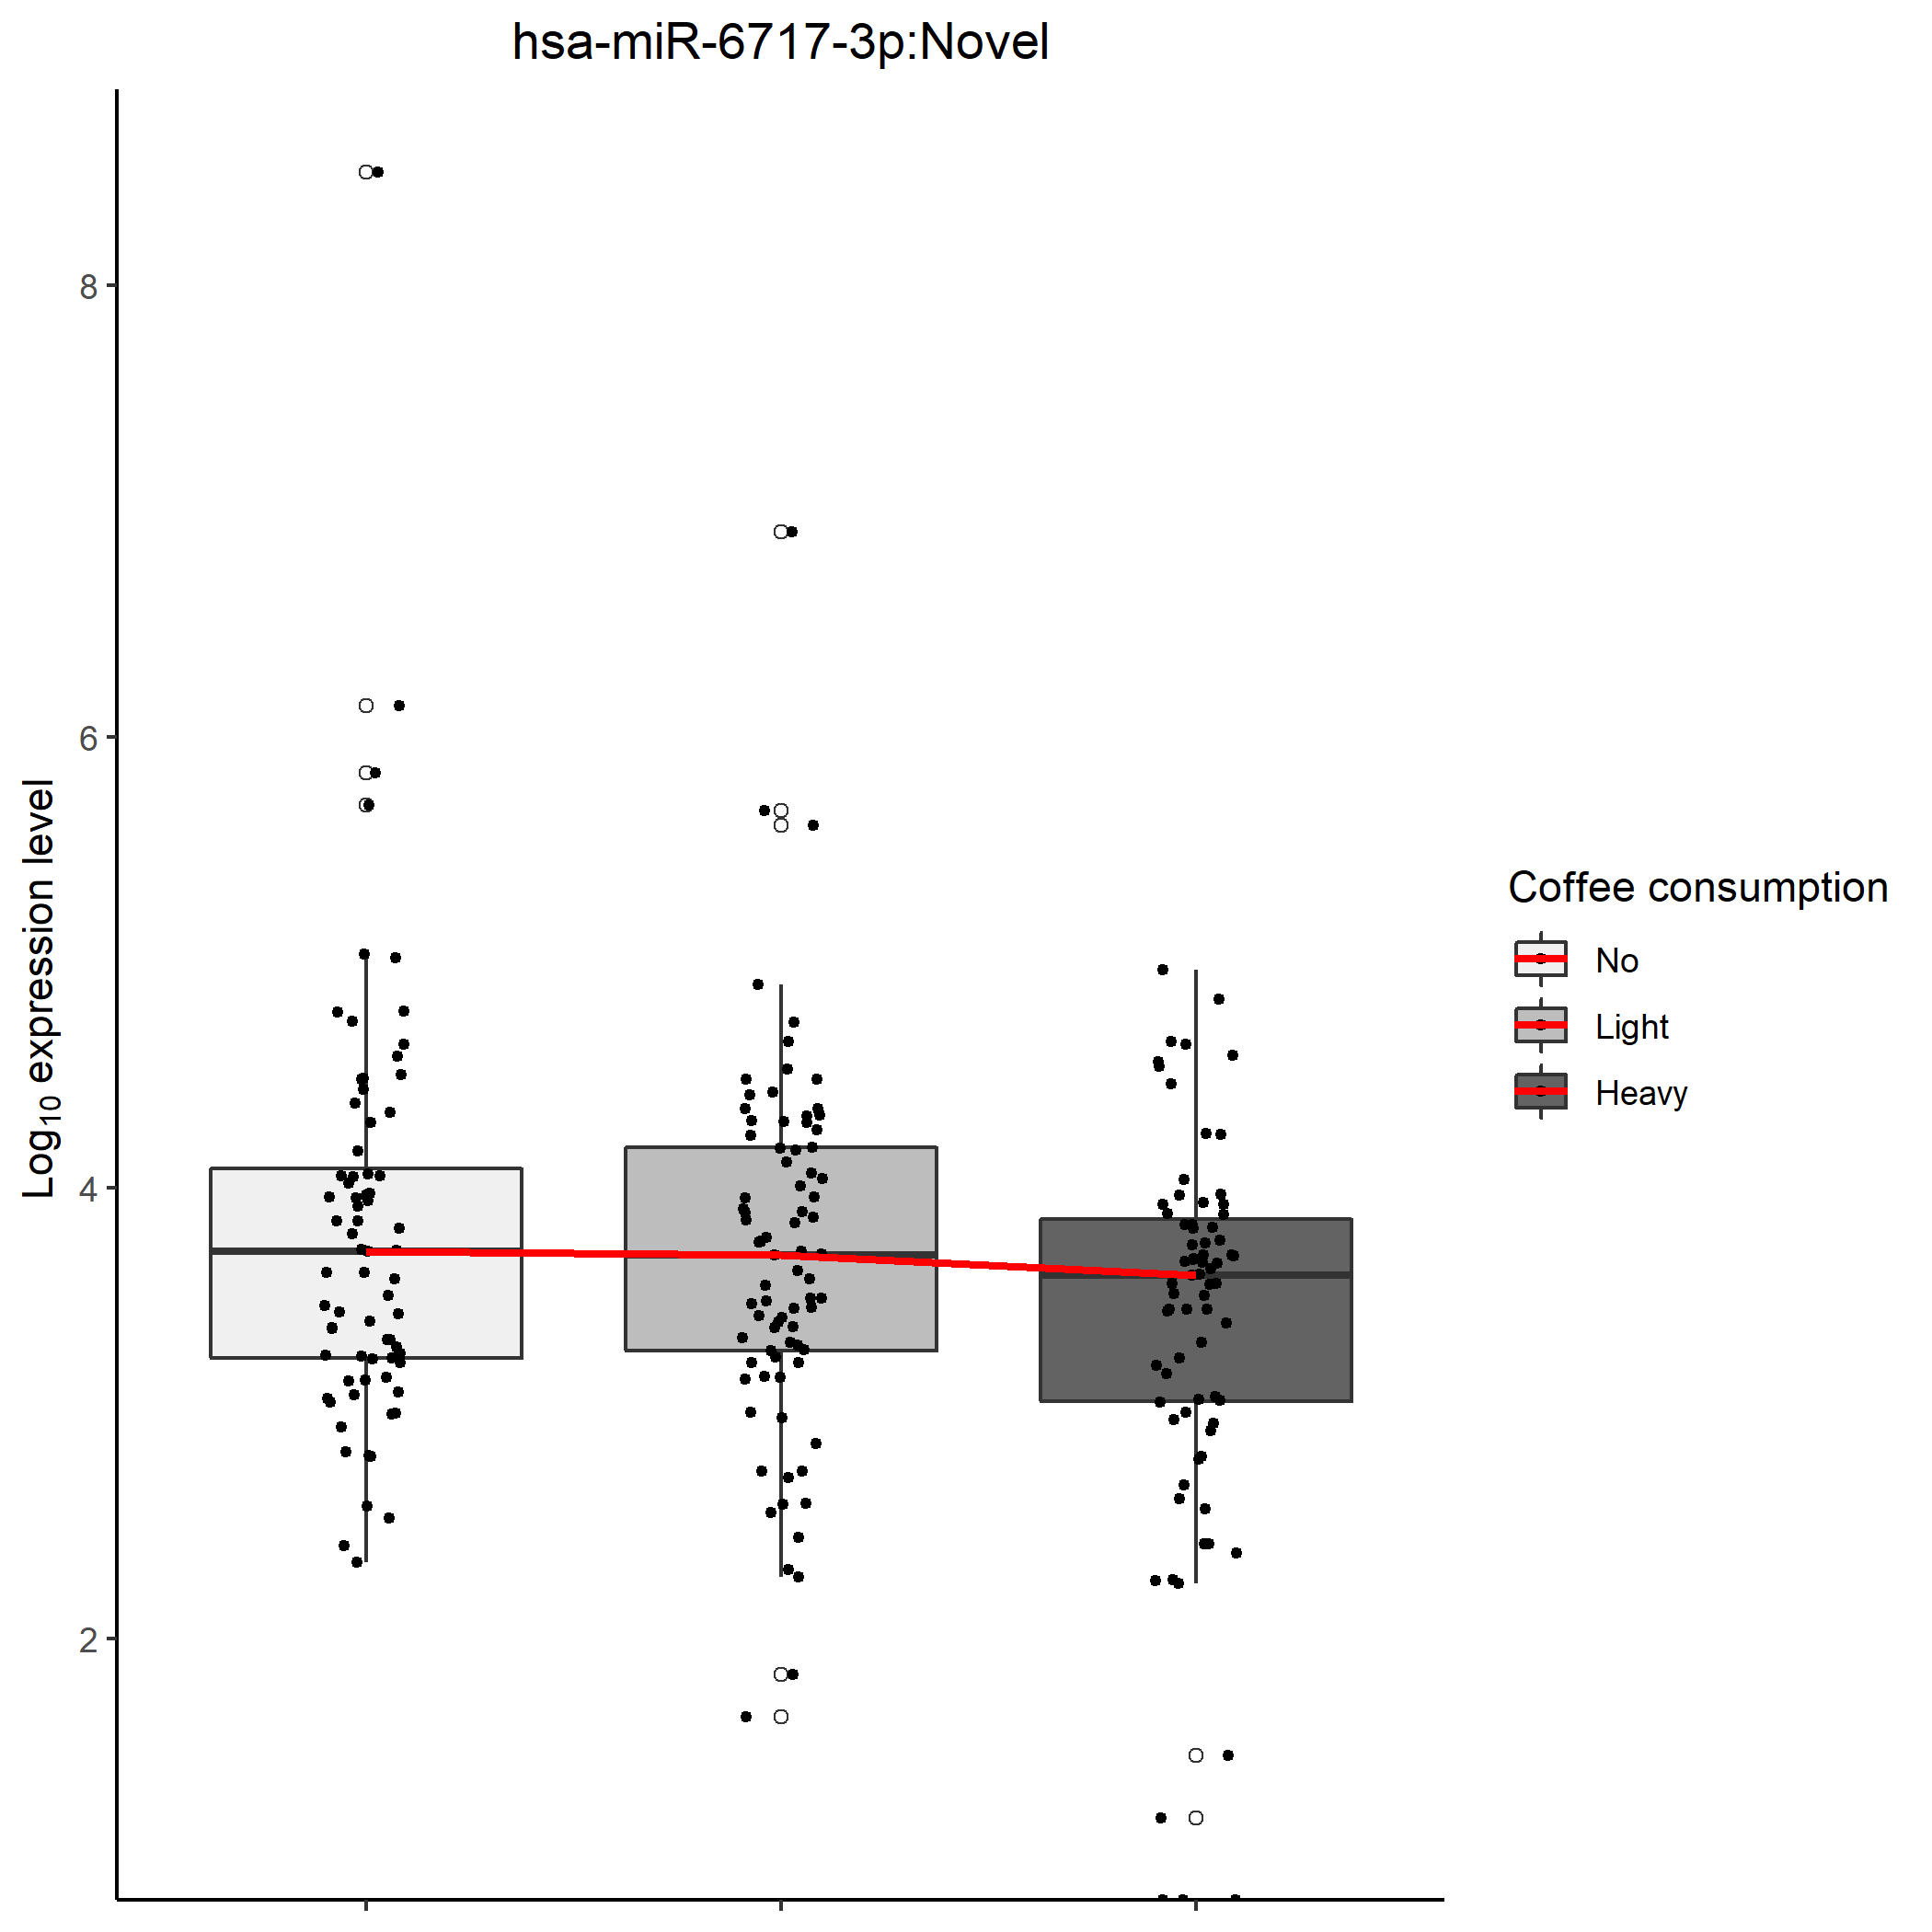 hsa-miR-6717-3p:Novel
Log10 expression level
8
6
4
2
Coffee consumption
No
Light
Heavy